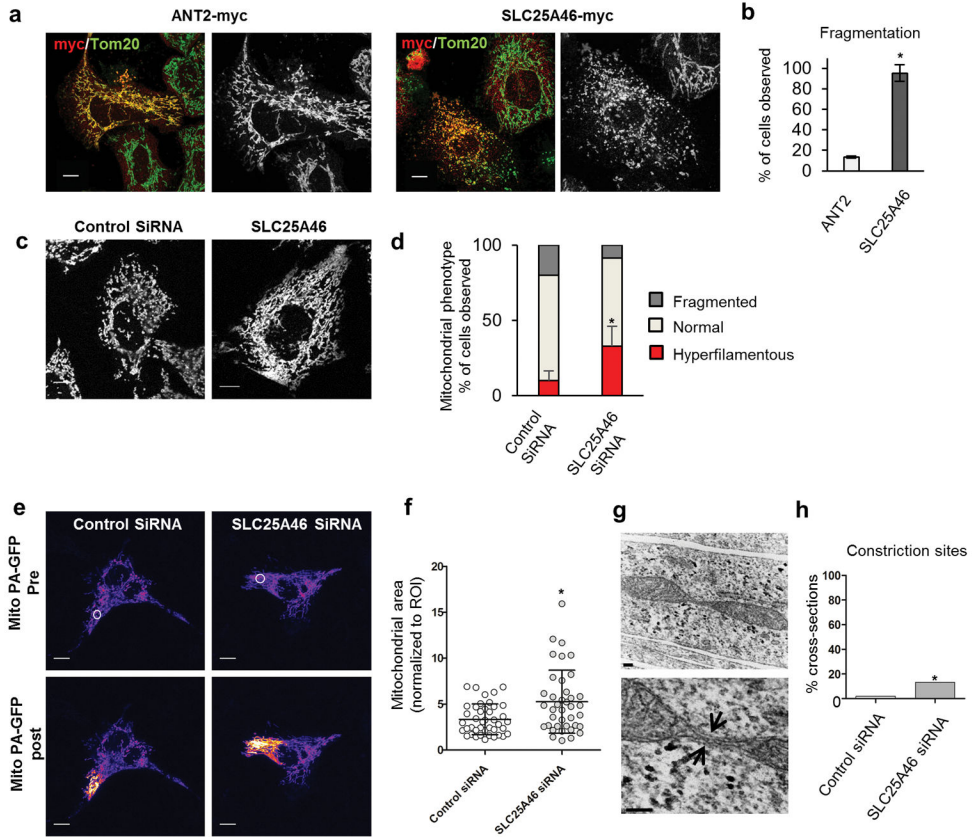 a
ANT2-myc
SLC25A46-myc
myc/Tom20
myc/Tom20
b
Fragmentation
*
% of cells observed
100
80
60
40
20
0
ANT2
SLC25A46
c
Control SiRNA
SLC25A46
d
Mitochondrial phenotype
% of cells observed
100
50
0
*
Control
SiRNA
SLC25A46
SiRNA
Fragmented
Normal
Hyperfilamentous
e
Control SiRNA
SLC25A46 SiRNA
Mito PA-GFP
Pre
Mito PA-GFP
post
f
Mitochondrial area
(normalized to ROI)
20
15
10
5
0
*
Control siRNA
SLC25A46 siRNA
g
h
Constriction sites
% cross-sections
100
80
60
40
20
0
*
Control siRNA
SLC25A46 siRNA